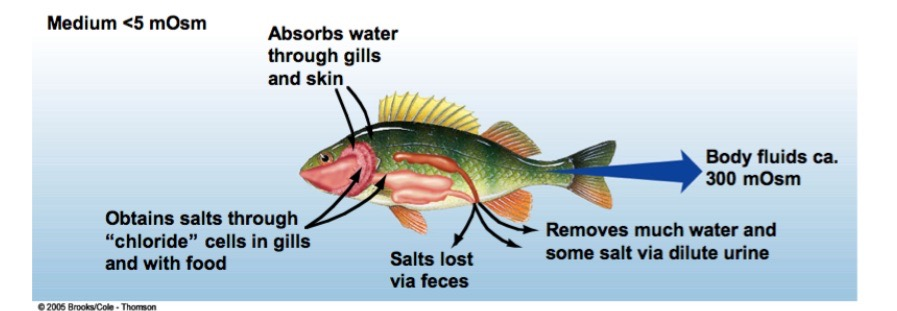 Medium <5 mOsm
Absorbs water
through gills
and skin
Body fluids ca.
300 mOsm
Obtains salts through
“chloride” cells in gills
and with food
Salts lost
via feces
Removes much water and
some salt via dilute urine
© 2005 Brooks/Cole - Thomson